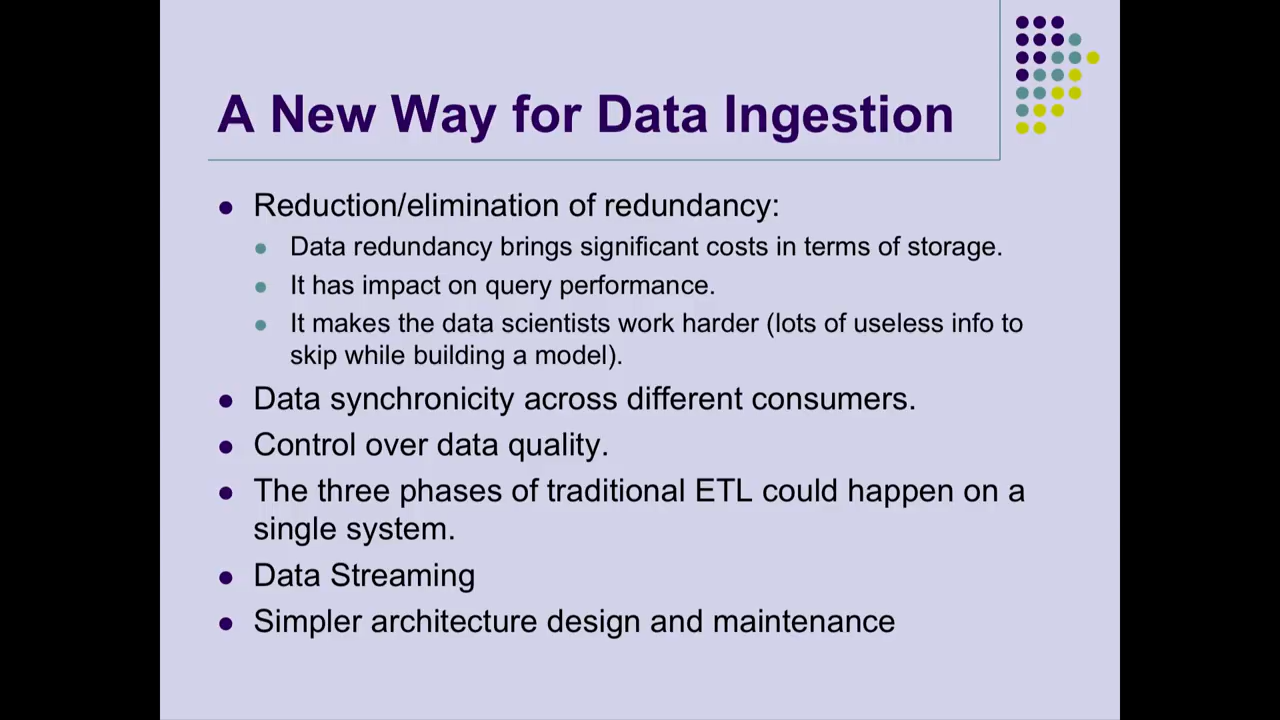 A New Way for Data Ingestion
Reduction/elimination of redundancy:
Data redundancy brings significant costs in terms of storage.
It has impact on query performance.
It makes the data scientists work harder (lots of useless info to
skip while building a model).
Data synchronicity across different consumers.
Control over data quality.
The three phases of traditional ETL could happen on a
single system.
Data Streaming
Simpler architecture design and maintenance